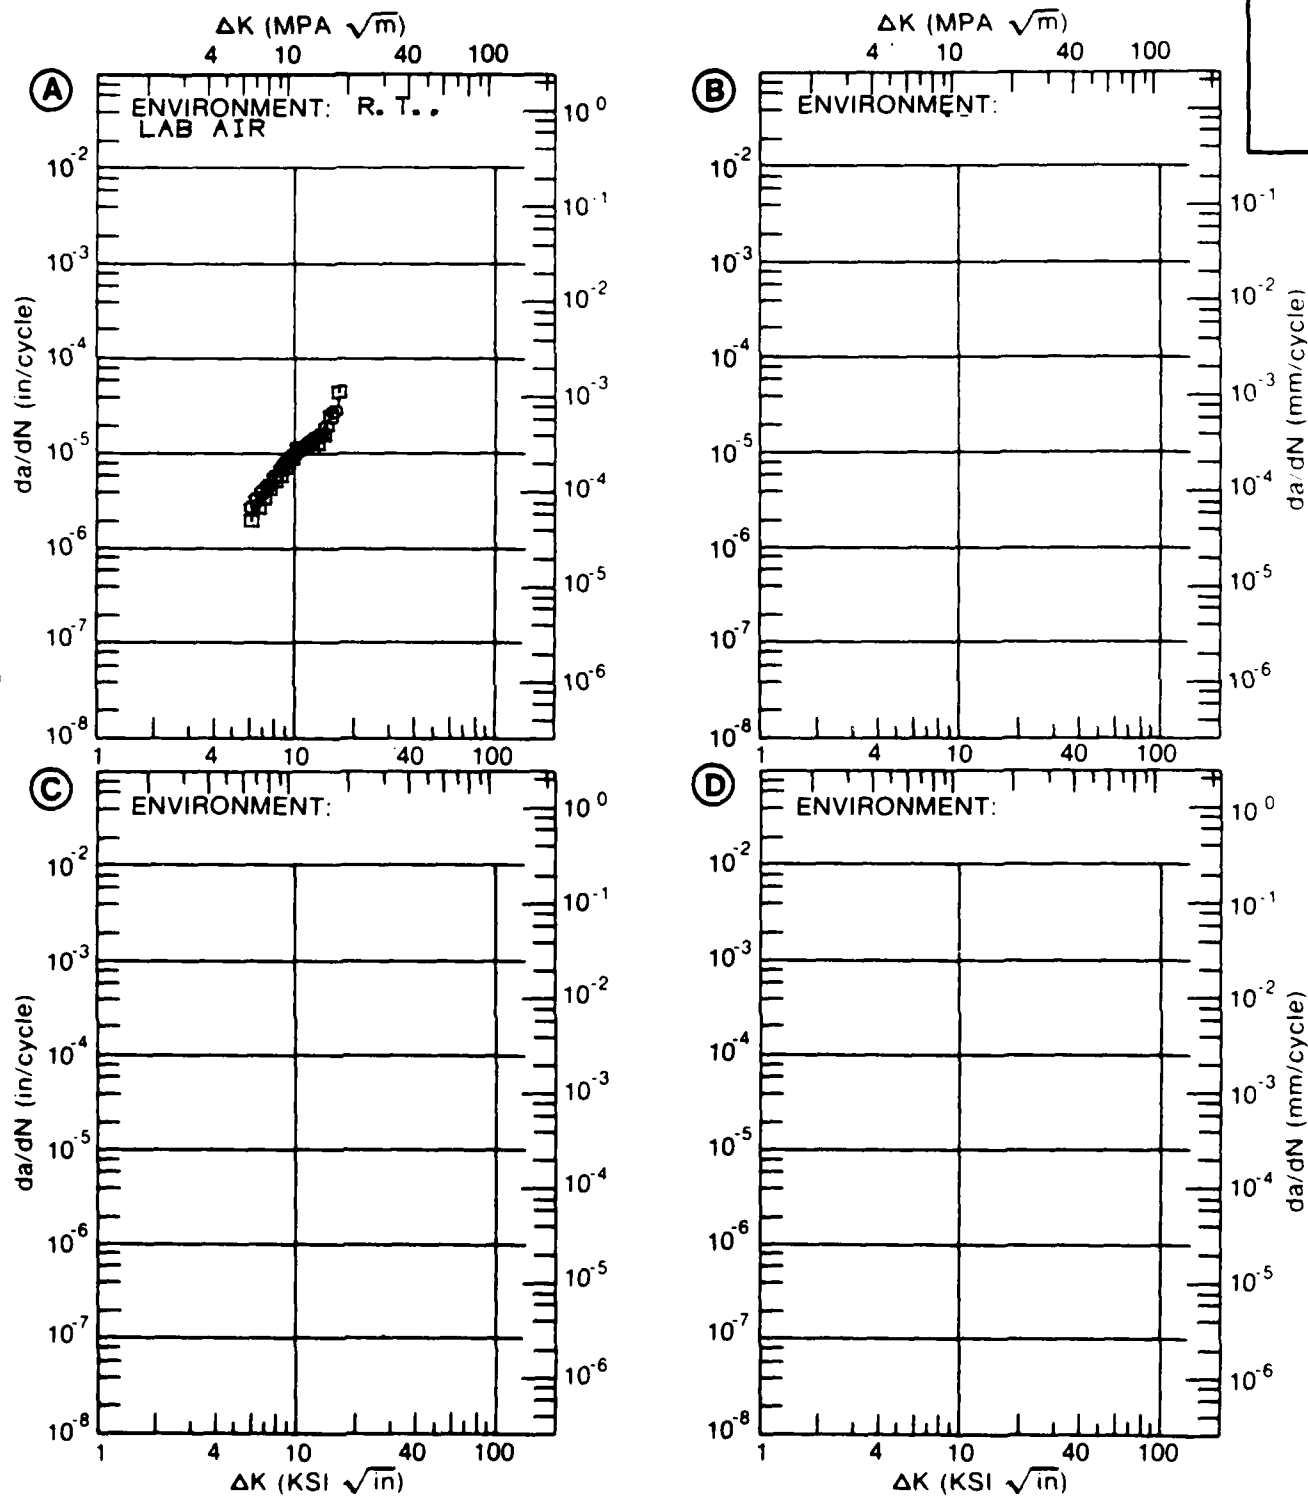 ΔK (MPA √m)
4 10 40 100
A
ENVIRONMENT: R.T.,
LAB AIR
10⁰
10⁻²
10⁻¹
10⁻³
10⁻²
10⁻⁴
10⁻³
10⁻⁵
10⁻⁴
10⁻⁶
10⁻⁵
10⁻⁷
10⁻⁶
10⁻⁸
da/dN (in/cycle)
1 4 10 40 100
ΔK (MPA √m)
4 10 40 100
B
ENVIRONMENT:
10⁻²
10⁻¹
10⁻³
10⁻²
10⁻⁴
10⁻³
10⁻⁵
10⁻⁴
10⁻⁶
10⁻⁵
10⁻⁷
10⁻⁶
10⁻⁸
da/dN (mm/cycle)
1 4 10 40 100
C
ENVIRONMENT:
10⁰
10⁻²
10⁻¹
10⁻³
10⁻²
10⁻⁴
10⁻³
10⁻⁵
10⁻⁴
10⁻⁶
10⁻⁵
10⁻⁷
10⁻⁶
10⁻⁸
da/dN (in/cycle)
1 4 10 40 100
ΔK (KSI √in)
D
ENVIRONMENT:
10⁰
10⁻²
10⁻¹
10⁻³
10⁻²
10⁻⁴
10⁻³
10⁻⁵
10⁻⁴
10⁻⁶
10⁻⁵
10⁻⁷
10⁻⁶
10⁻⁸
da/dN (mm/cycle)
1 4 10 40 100
ΔK (KSI √in)